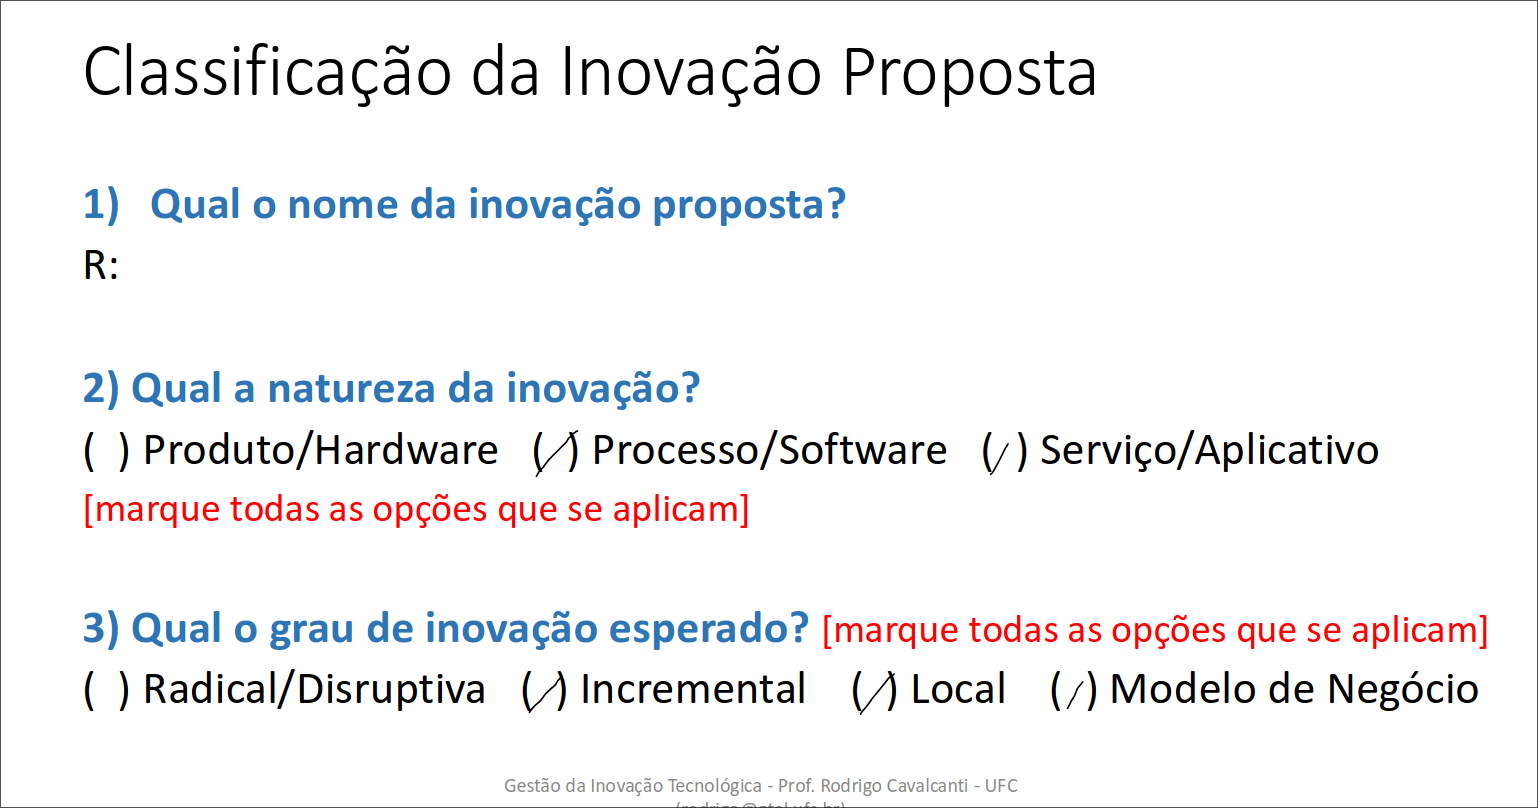 Classificação da Inovação Proposta
1) Qual o nome da inovação proposta?
R:
2) Qual a natureza da inovação?
( ) Produto/Hardware (/) Processo/Software (/) Serviço/Aplicativo
[marque todas as opções que se aplicam]
3) Qual o grau de inovação esperado? [marque todas as opções que se aplicam]
( ) Radical/Disruptiva (/) Incremental (/) Local (/) Modelo de Negócio
Gestão da Inovação Tecnológica - Prof. Rodrigo Cavalcanti - UFC